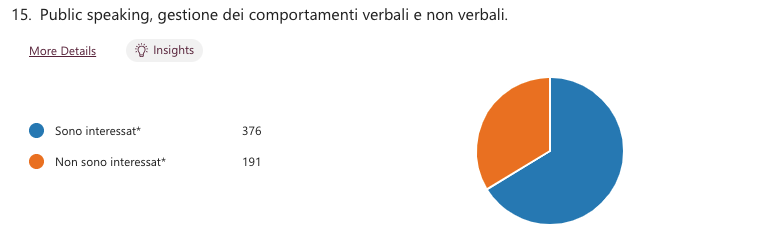 15. Public speaking, gestione dei comportamenti verbali e non verbali.
More Details
Insights
Sono interessat* 376
Non sono interessat* 191